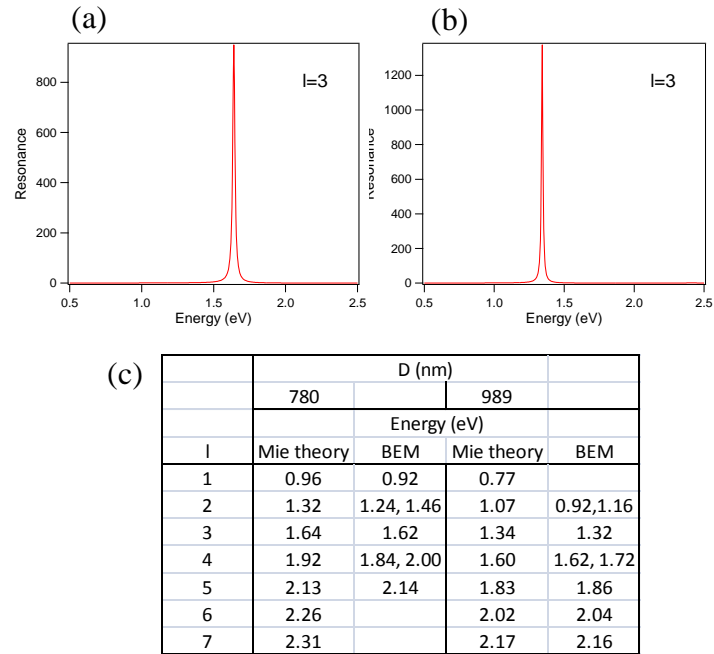 (a)
(b)
l=3
800
600
400
200
0
Resonance
0.5 1.0 1.5 2.0 2.5
Energy (eV)
l=3
1200
1000
800
600
400
200
0
Resonance
0.5 1.0 1.5 2.0 2.5
Energy (eV)
(c)
D (nm)
780 989
Energy (eV)
l Mie theory BEM Mie theory BEM
1 0.96 0.92 0.77
2 1.32 1.24, 1.46 1.07 0.92,1.16
3 1.64 1.62 1.34 1.32
4 1.92 1.84, 2.00 1.60 1.62, 1.72
5 2.13 2.14 1.83 1.86
6 2.26 2.02 2.04
7 2.31 2.17 2.16